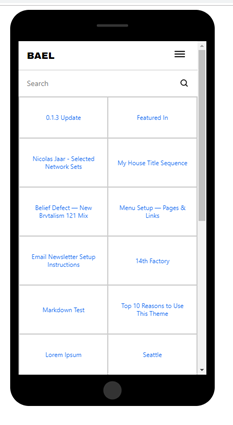 BAEL
Search
0.1.3 Update
Featured In
Nicolas Jaar - Selected
Network Sets
My House Title Sequence
Belief Defect — New
Brvtalism 121 Mix
Menu Setup — Pages &
Links
Email Newsletter Setup
Instructions
14th Factory
Markdown Test
Top 10 Reasons to Use
This Theme
Lorem Ipsum
Seattle